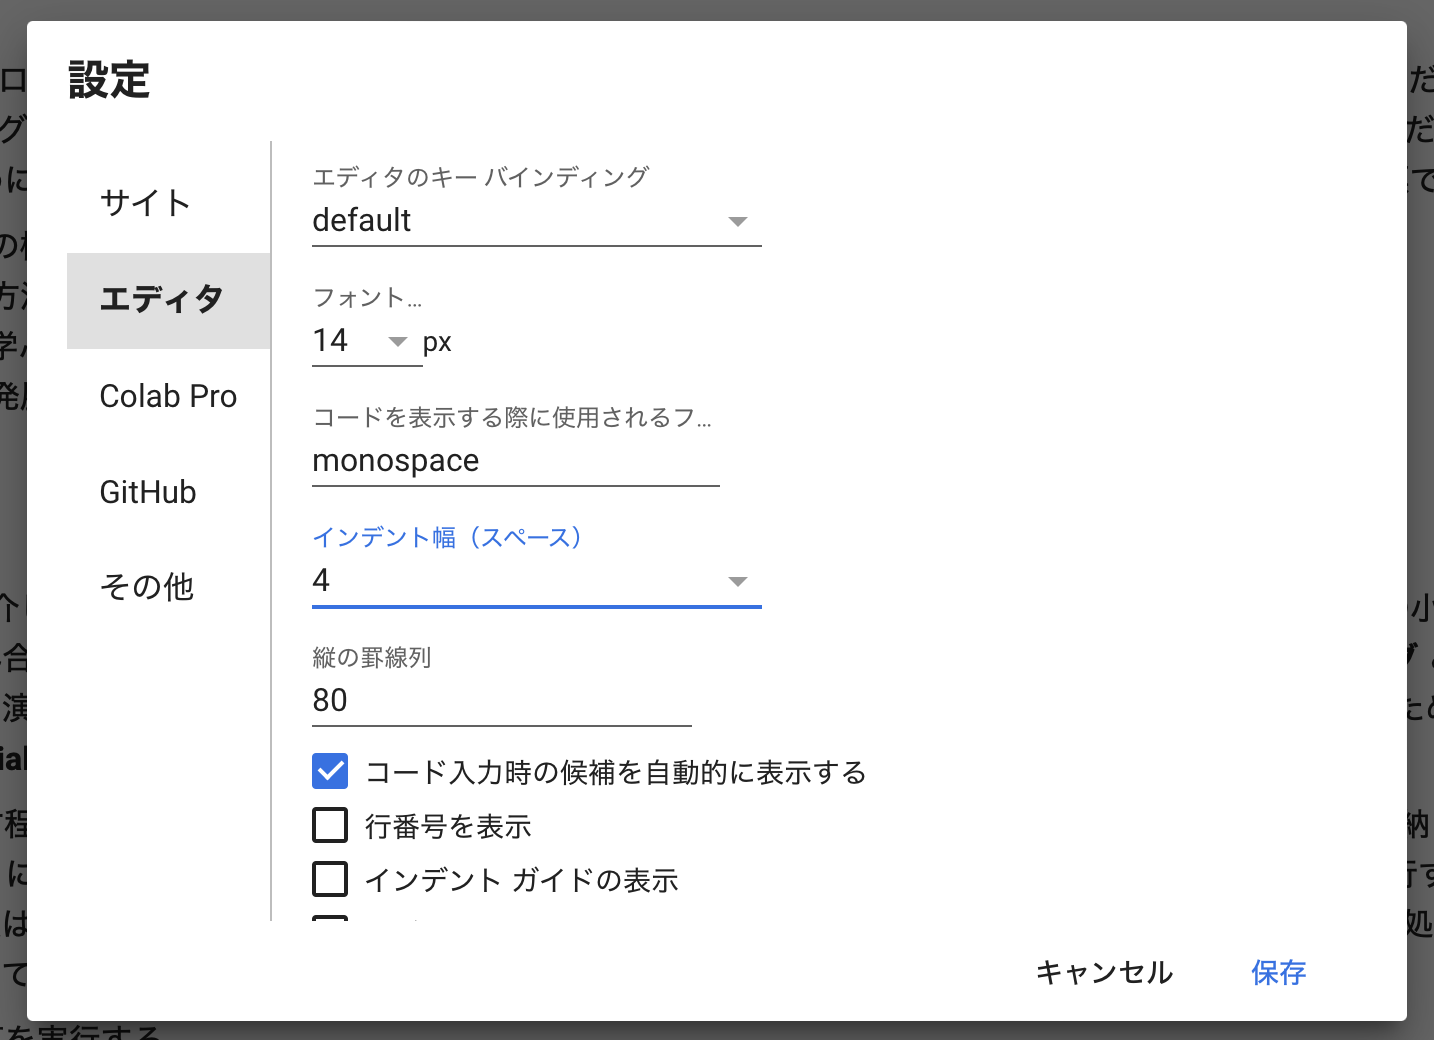 設定
サイト
エディタ
Colab Pro
GitHub
その他
エディタのキー バインディング
default
フォント...
14 px
コードを表示する際に使用されるフ...
monospace
インデント幅（スペース）
4
縦の罫線列
80
コード入力時の候補を自動的に表示する
行番号を表示
インデント ガイドの表示
キャンセル 保存
を実行する